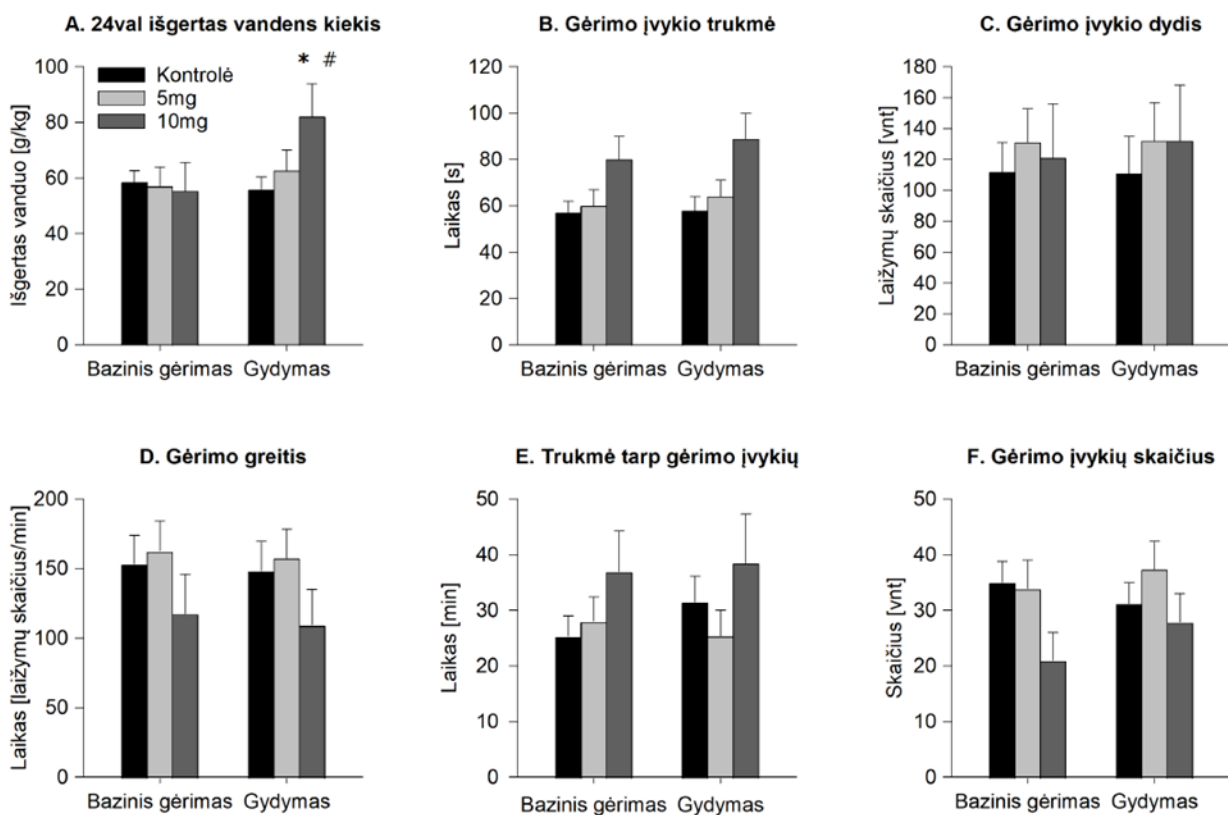 A. 24val išgertas vandens kiekis
* #
Kontrolė
5mg
10mg
Išgertas vanduo [g/kg]
100
80
60
40
20
0
Bazinis gėrimas
Gydymas
B. Gėrimo įvykio trukmė
Laikas [s]
120
100
80
60
40
20
0
Bazinis gėrimas
Gydymas
C. Gėrimo įvykio dydis
Laižymų skaičius [vnt]
180
160
140
120
100
80
60
40
20
0
Bazinis gėrimas
Gydymas
D. Gėrimo greitis
Laikas [laižymų skaičius/min]
200
150
100
50
0
Bazinis gėrimas
Gydymas
E. Trukmė tarp gėrimo įvykių
Laikas [min]
50
40
30
20
10
0
Bazinis gėrimas
Gydymas
F. Gėrimo įvykių skaičius
Skaičius [vnt]
50
40
30
20
10
0
Bazinis gėrimas
Gydymas